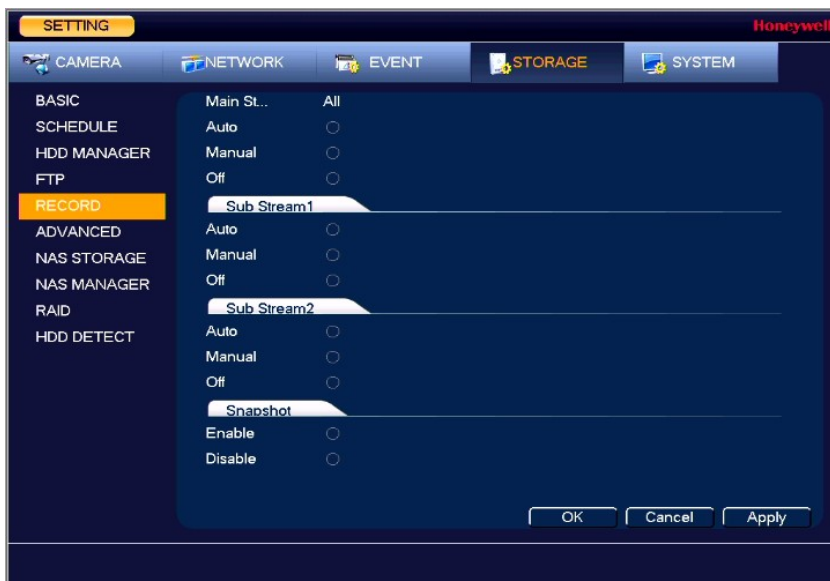 SETTING
Honeywell
CAMERA NETWORK EVENT STORAGE SYSTEM
BASIC
SCHEDULE
HDD MANAGER
FTP
RECORD
ADVANCED
NAS STORAGE
NAS MANAGER
RAID
HDD DETECT
Main St... All
Auto
Manual
Off
Sub Stream1
Auto
Manual
Off
Sub Stream2
Auto
Manual
Off
Snapshot
Enable
Disable
OK Cancel Apply